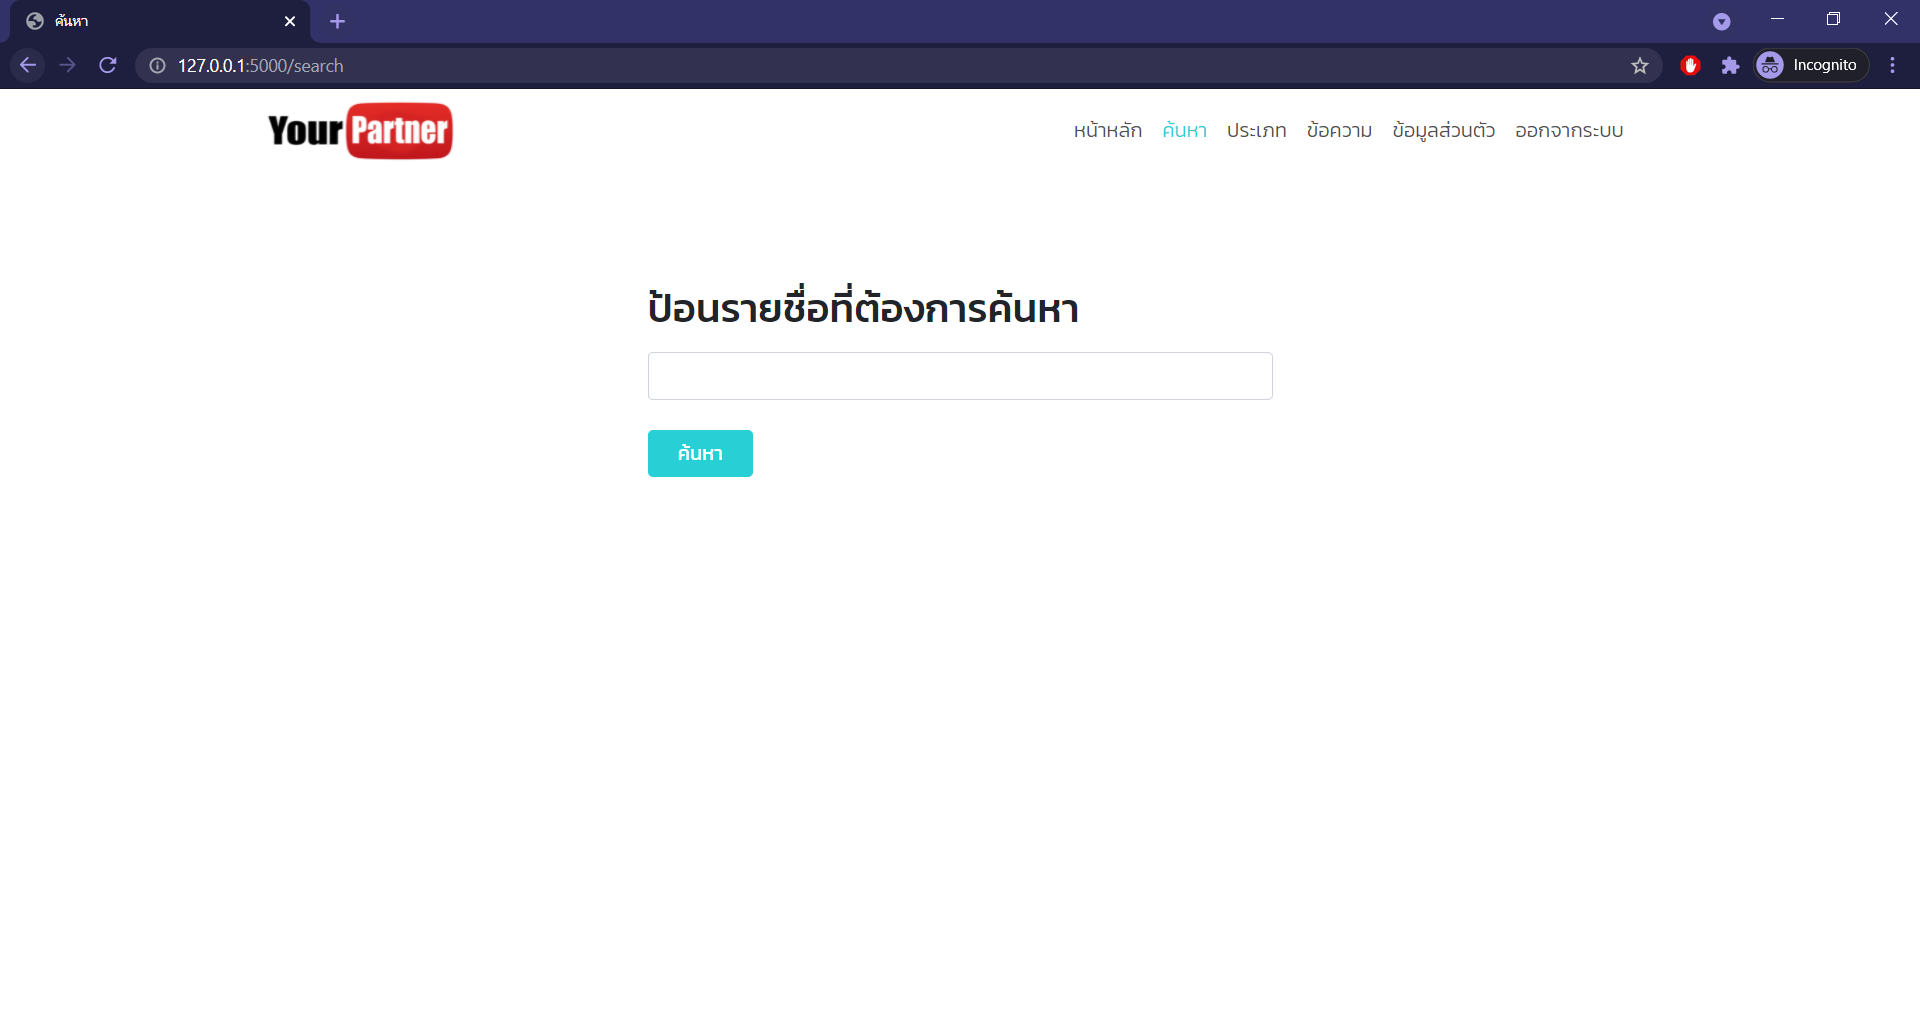 ค้นหา
127.0.0.1:5000/search
Incognito
Your Partner
หน้าหลัก ค้นหา ประเภท ข้อความ ข้อมูลส่วนตัว ออกจากระบบ
ป้อนรายชื่อที่ต้องการค้นหา
ค้นหา